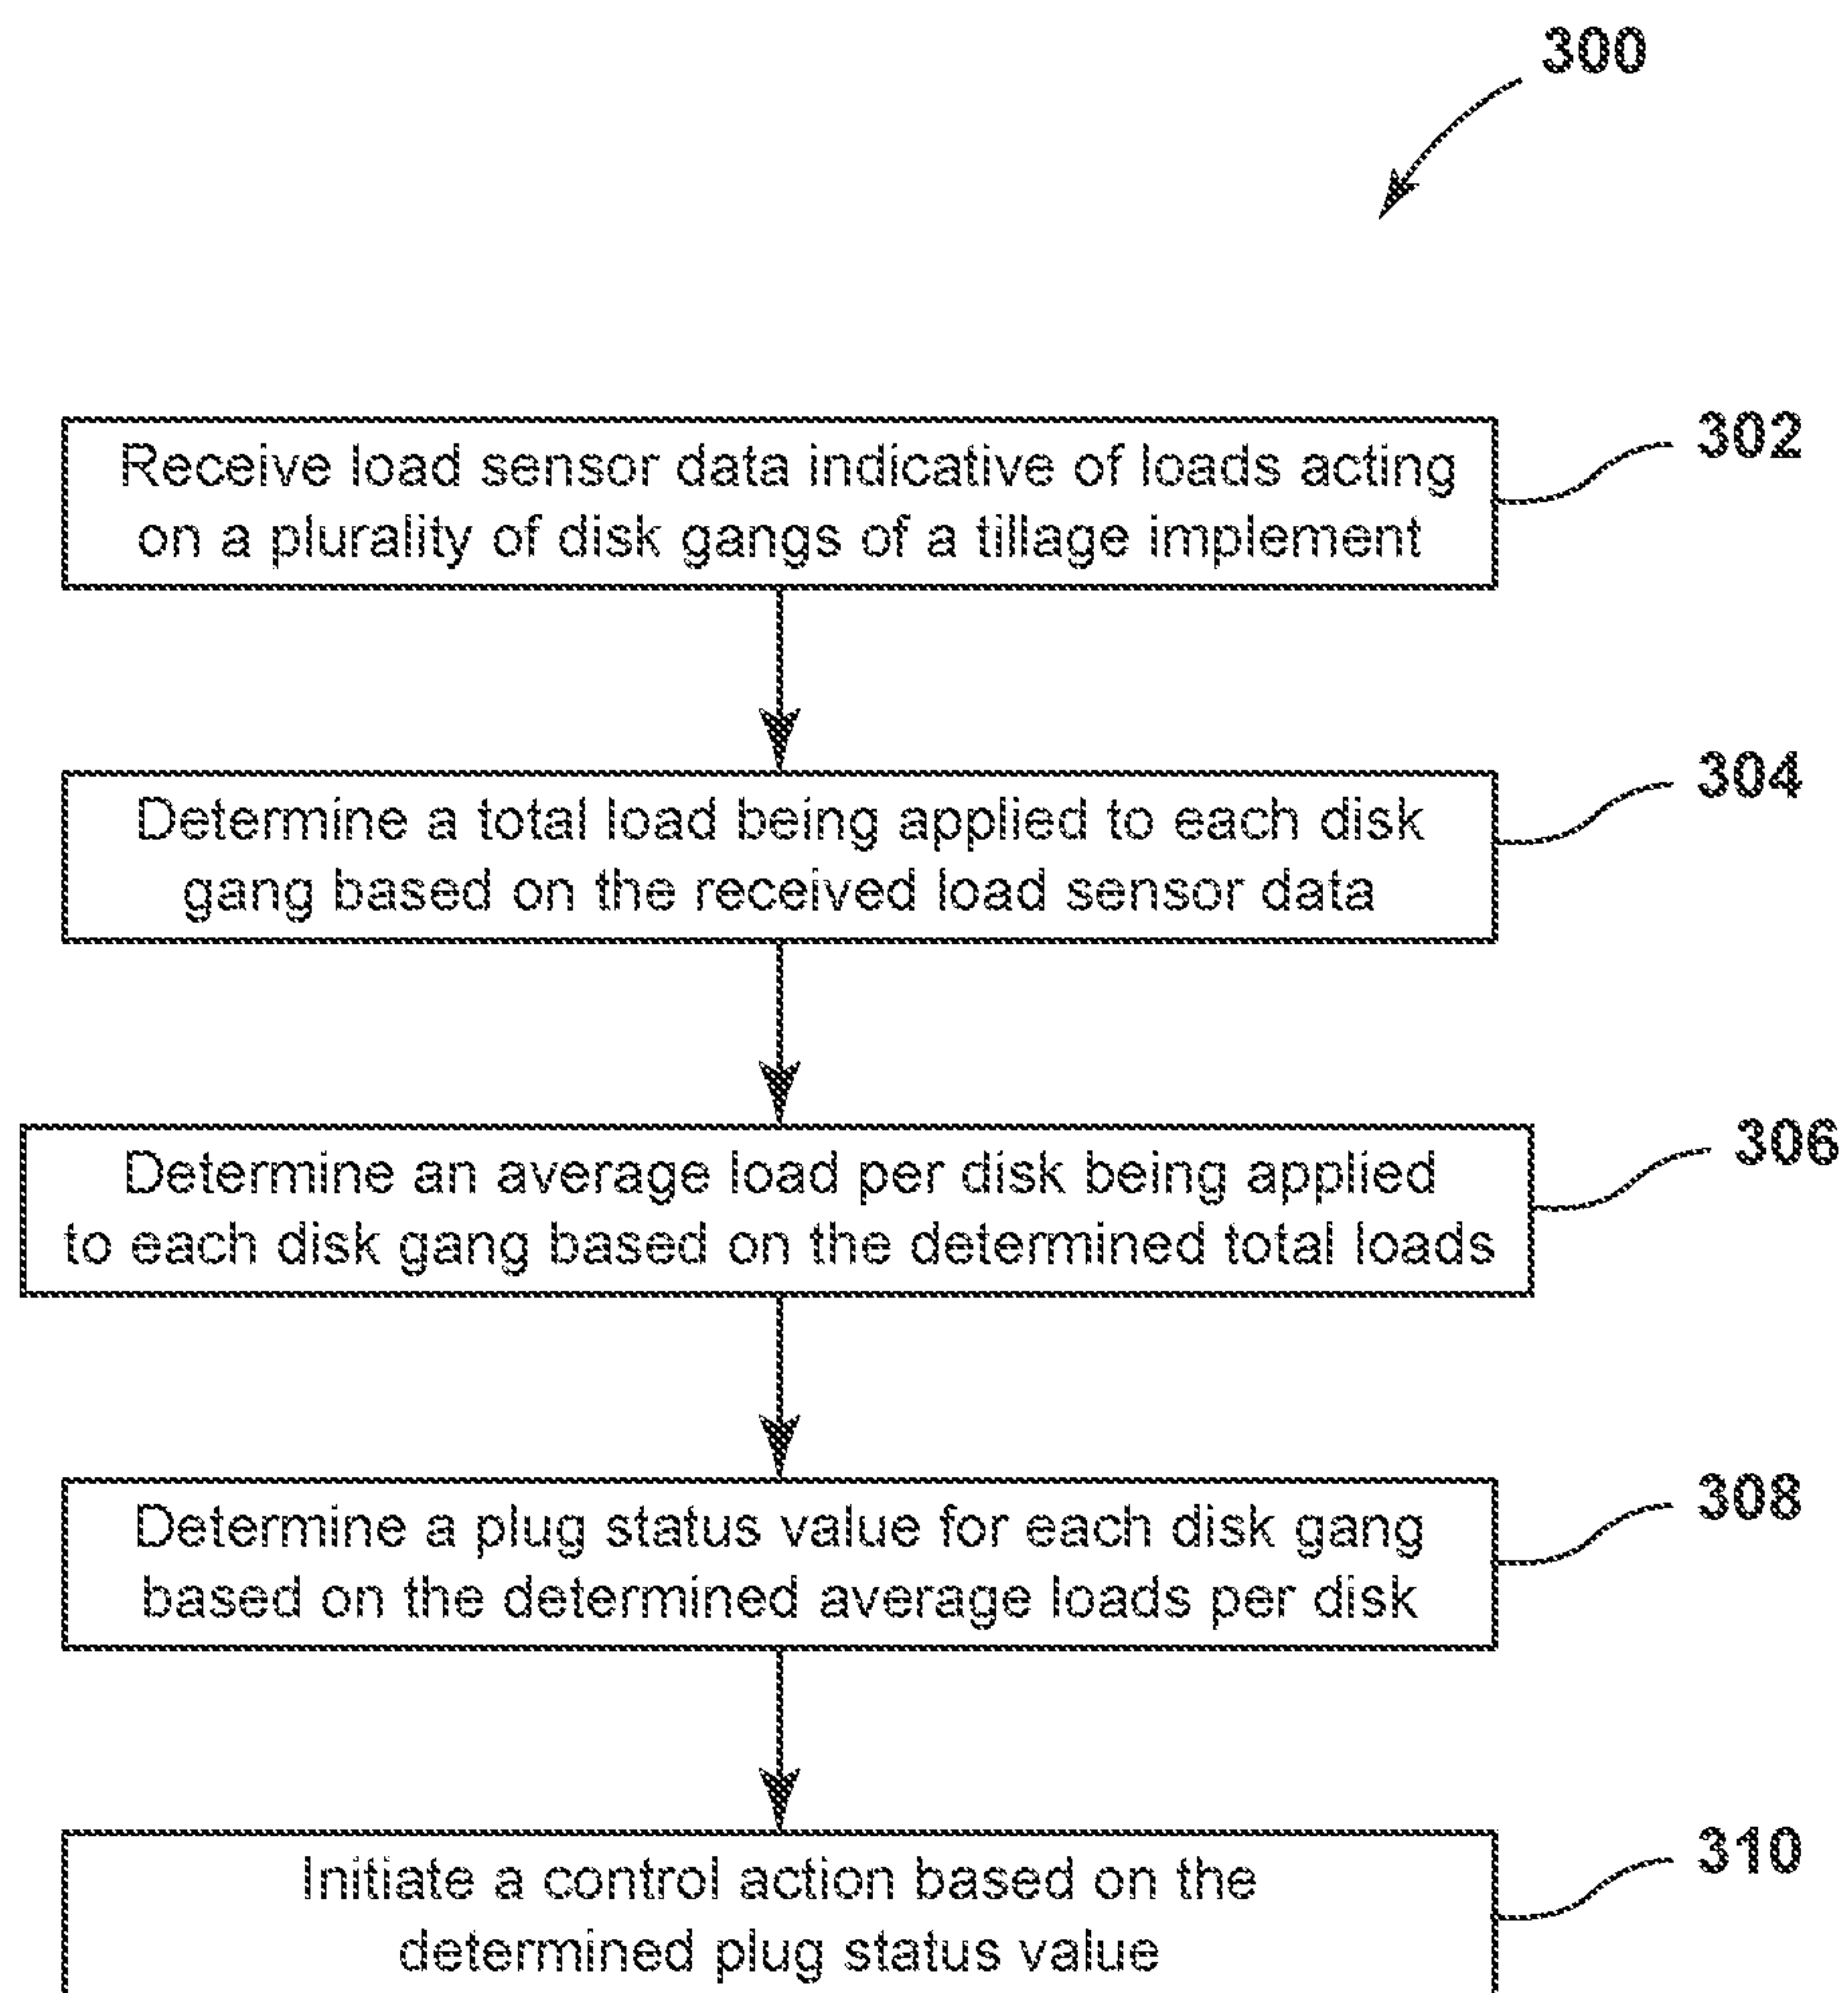 300
Receive load sensor data indicative of loads acting
on a plurality of disk gangs of a tillage implement
302
Determine a total load being applied to each disk
gang based on the received load sensor data
304
Determine an average load per disk being applied
to each disk gang based on the determined total loads
306
Determine a plug status value for each disk gang
based on the determined average loads per disk
308
Initiate a control action based on the
determined plug status value
310